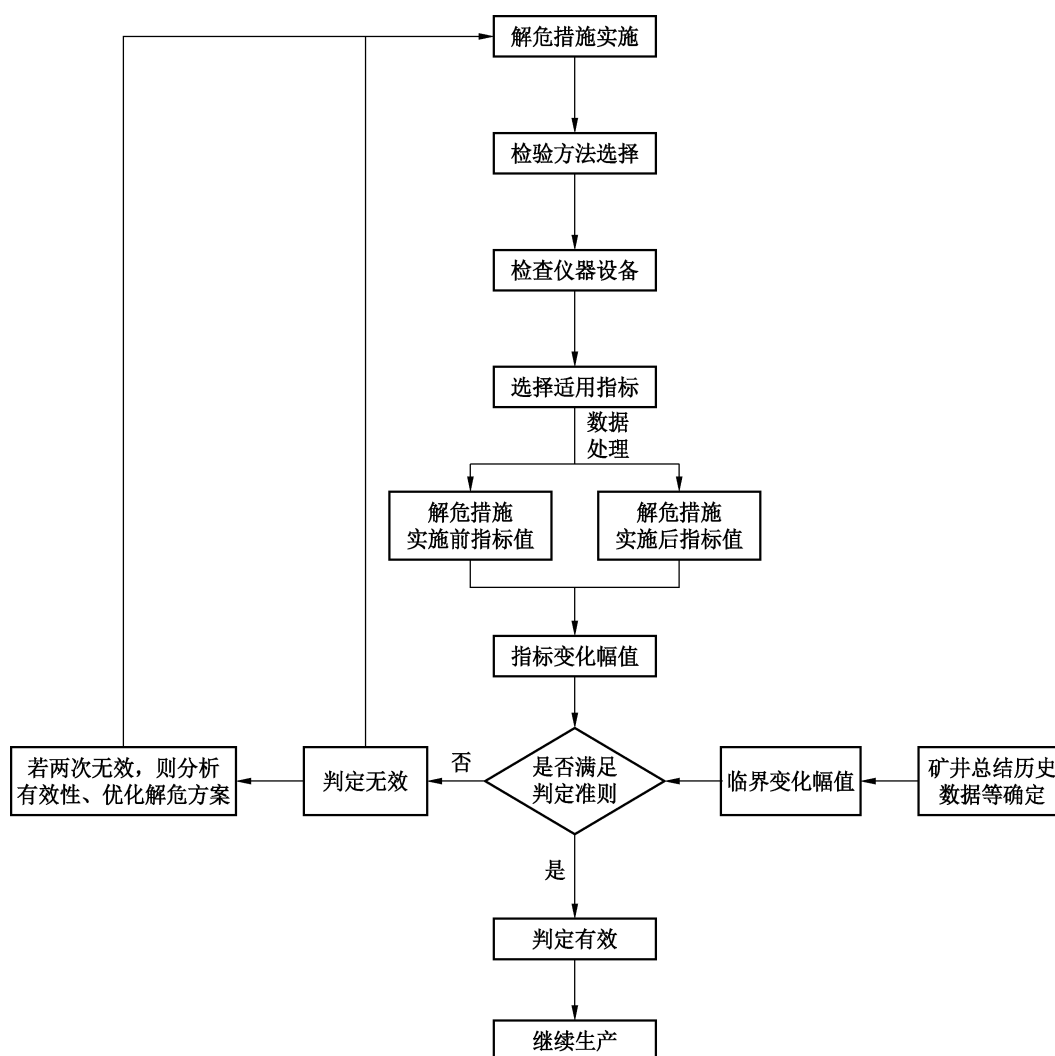 解危措施实施
检验方法选择
检查仪器设备
选择适用指标
数据
处理
解危措施
实施前指标值
解危措施
实施后指标值
指标变化幅值
若两次无效，则分析
有效性、优化解危方案
判定无效
否
是否满足
判定准则
临界变化幅值
矿井总结历史
数据等确定
是
判定有效
继续生产